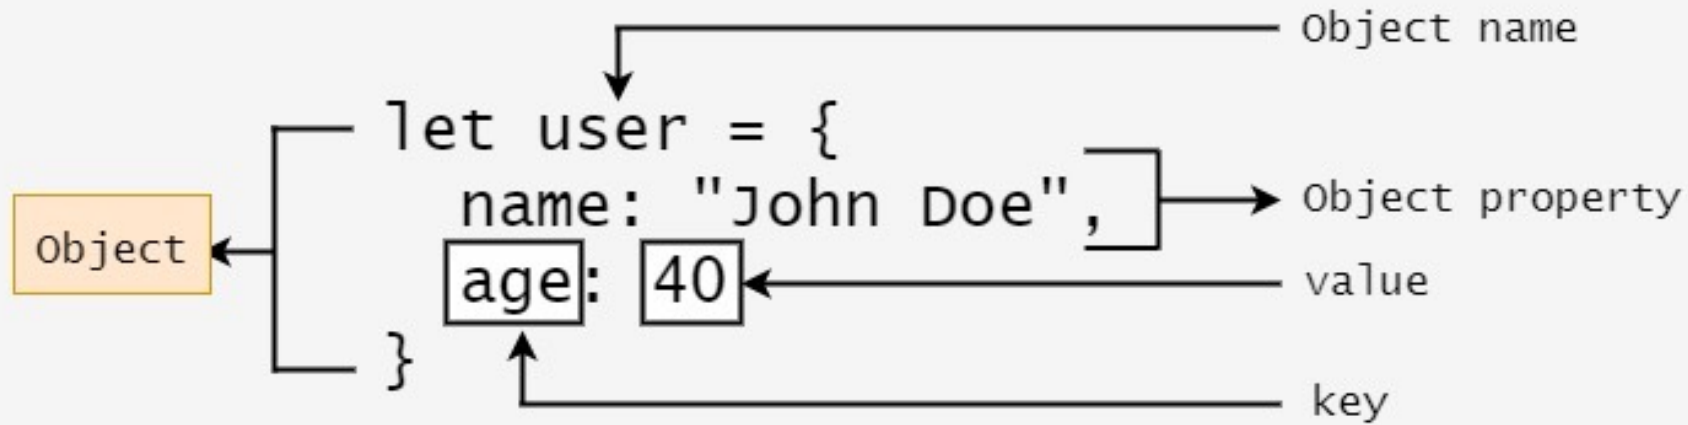 Object name
let user = {
name: "John Doe",
Object property
Object
age: 40
value
}
key